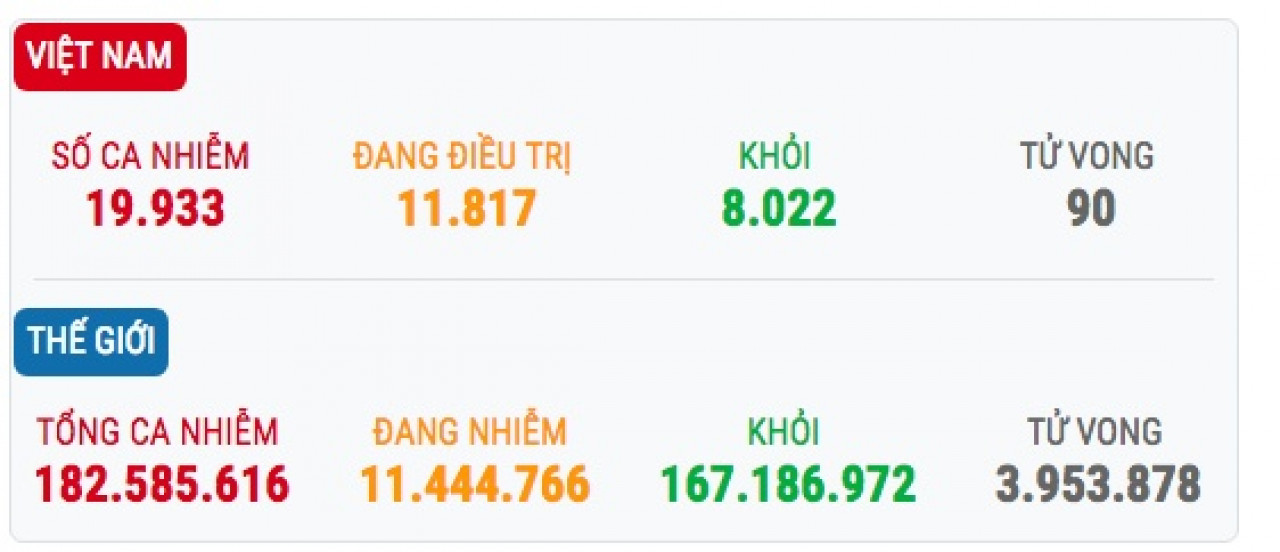 VIỆT NAM
SỐ CA NHIỄM ĐANG ĐIỀU TRỊ KHỎI TỬ VONG
19.933 11.817 8.022 90
THẾ GIỚI
TỔNG CA NHIỄM ĐANG NHIỄM KHỎI TỬ VONG
182.585.616 11.444.766 167.186.972 3.953.878